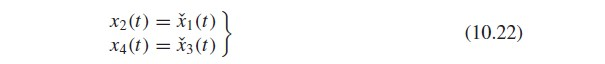 x₂(t) = x̌₁(t)
x₄(t) = x̌₃(t) } (10.22)